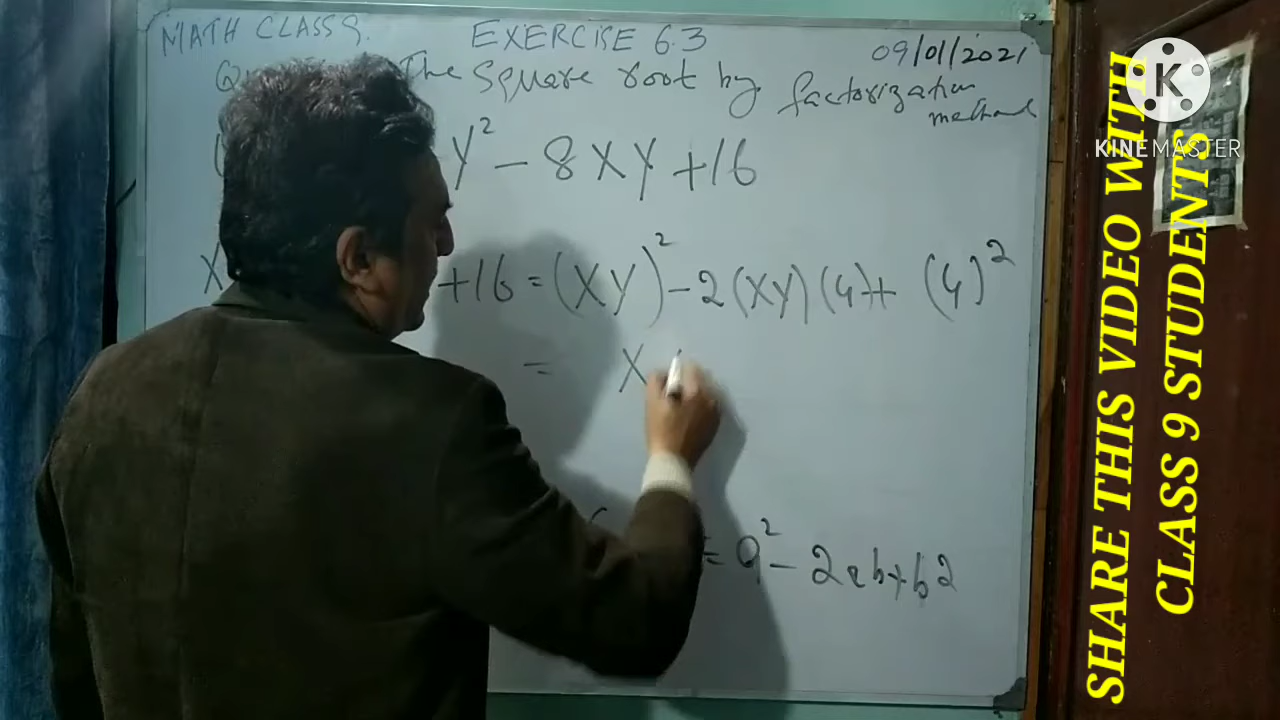 MATH CLASS 9.
EXERCISE 6.3
09/01/2021
The Square root by factorization
method
y² - 8xy + 16
x
+16 = (xy)² - 2(xy)(4)+ (4)²
= x
= a² - 2ab+b2
K
KINEMASTER
SHARE THIS VIDEO WITH
CLASS 9 STUDENTS